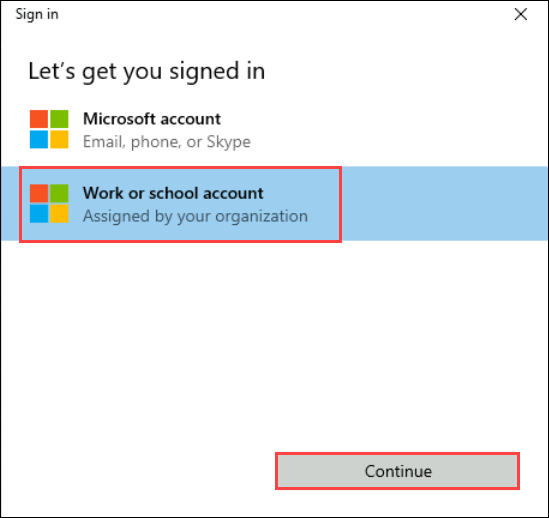 Sign in
Let's get you signed in
Microsoft account
Email, phone, or Skype
Work or school account
Assigned by your organization
Continue